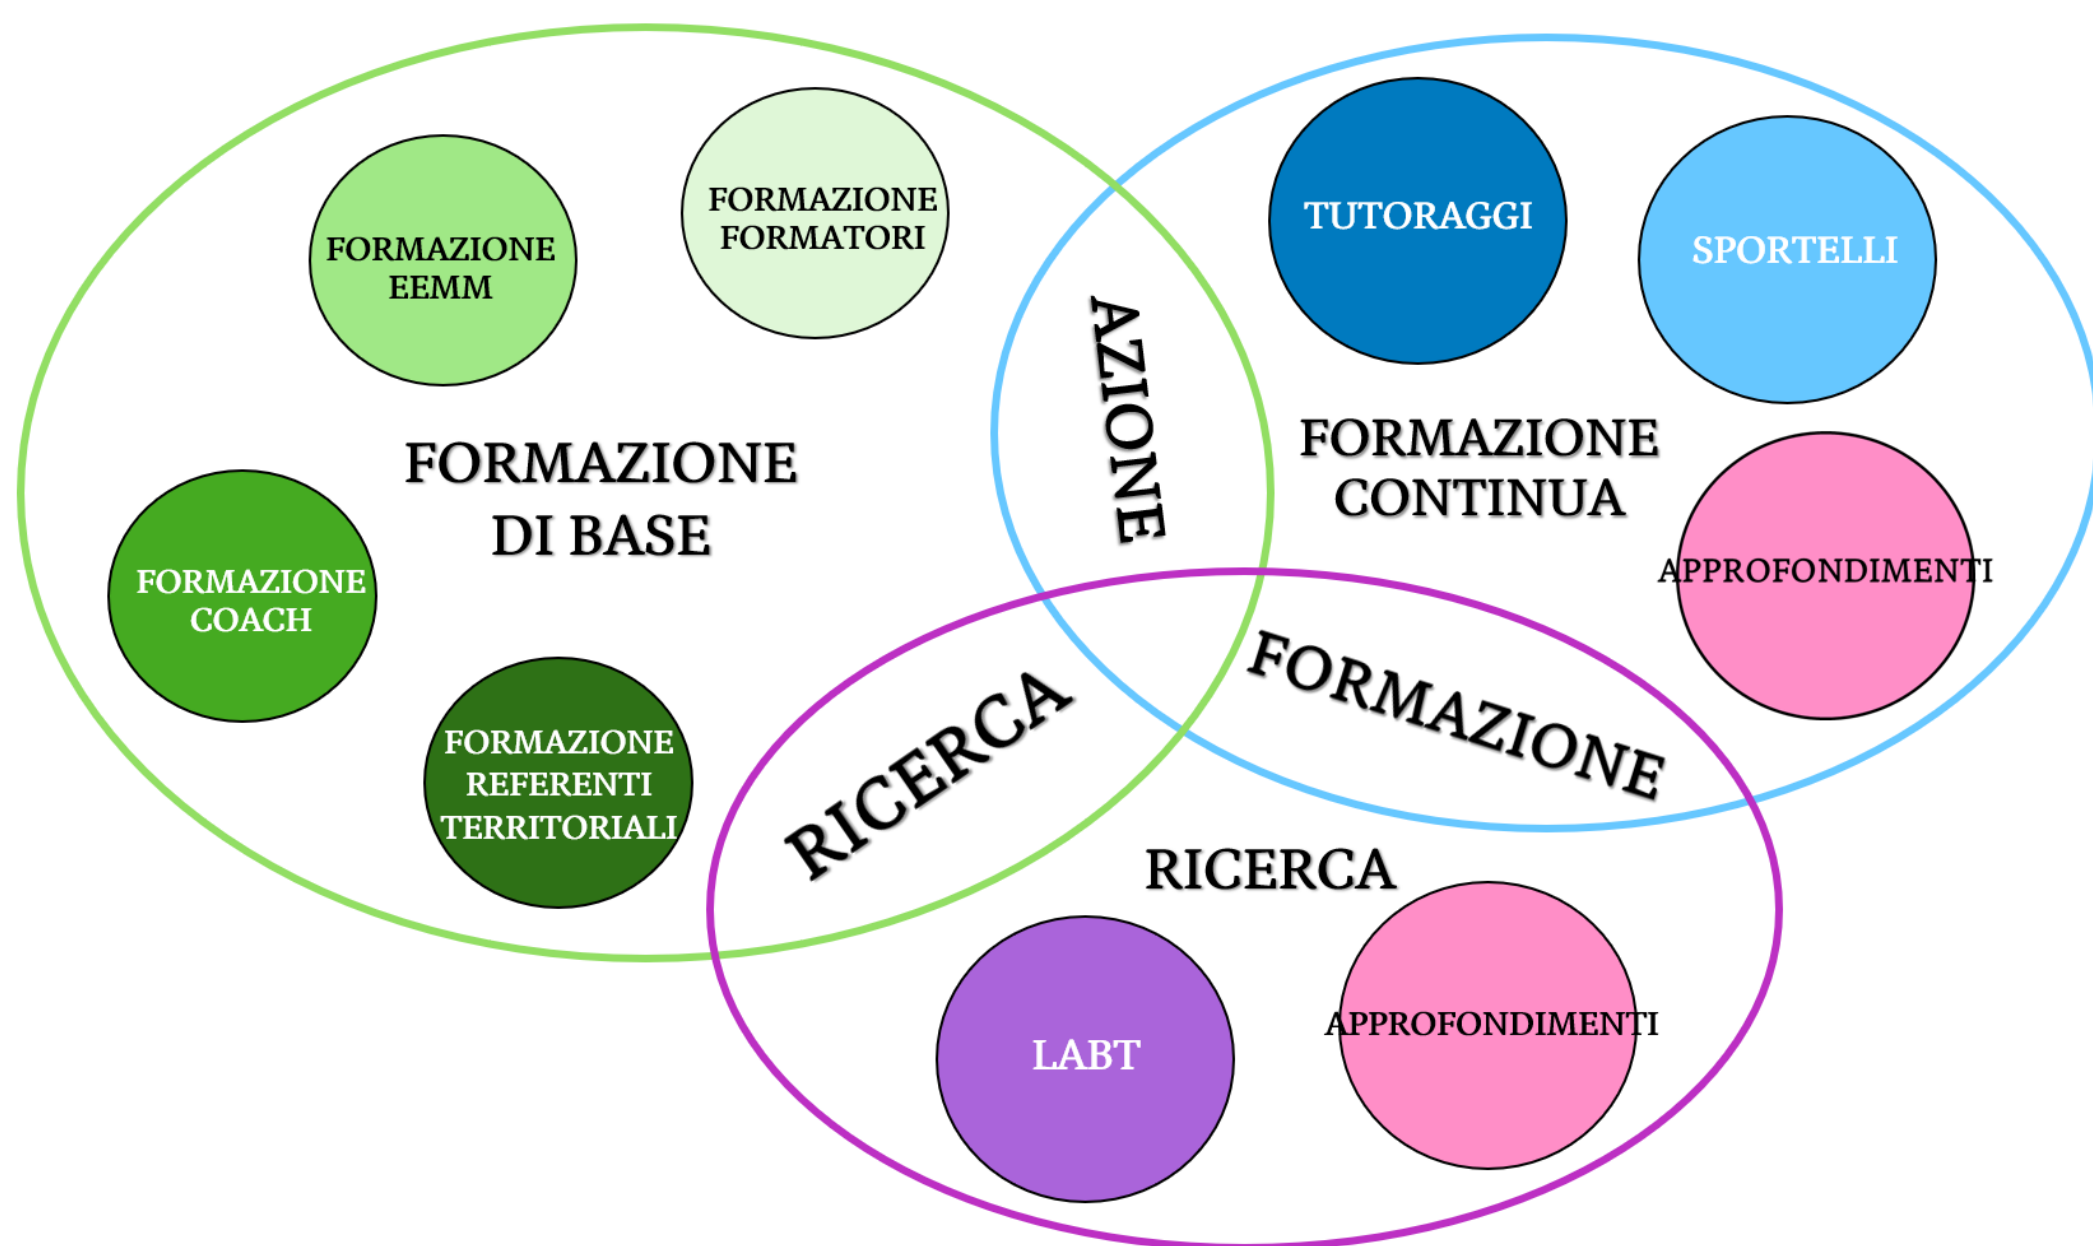 FORMAZIONE
EEMM
FORMAZIONE
FORMATORI
FORMAZIONE
DI BASE
FORMAZIONE
COACH
FORMAZIONE
REFERENTI
TERRITORIALI
AZIONE
TUTORAGGI
SPORTELLI
FORMAZIONE
CONTINUA
APPROFONDIMENTI
RICERCA
FORMAZIONE
RICERCA
LABT
APPROFONDIMENTI